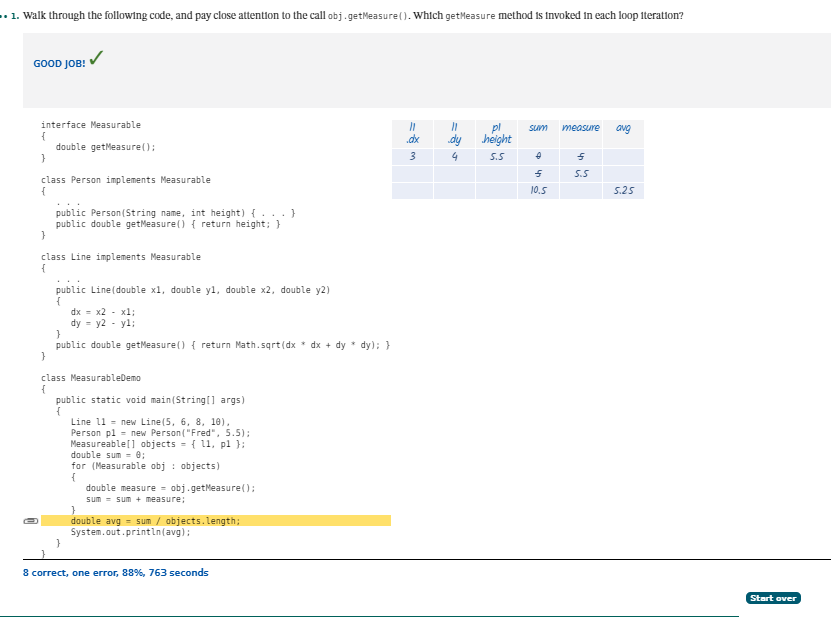 1. Walk through the following code, and pay close attention to the call obj.getMeasure(). Which getMeasure method is invoked in each loop iteration?
GOOD JOB!
interface Measurable
{
double getMeasure();
}
class Person implements Measurable
{
. . .
public Person(String name, int height) { . . . }
public double getMeasure() { return height; }
}
class Line implements Measurable
{
. . .
public Line(double x1, double y1, double x2, double y2)
{
dx = x2 - x1;
dy = y2 - y1;
}
public double getMeasure() { return Math.sqrt(dx * dx + dy * dy); }
}
class MeasurableDemo
{
public static void main(String[] args)
{
Line l1 = new Line(5, 6, 8, 10),
Person p1 = new Person("Fred", 5.5);
Measureable[] objects = { l1, p1 };
double sum = 0;
for (Measurable obj : objects)
{
double measure = obj.getMeasure();
sum = sum + measure;
}
double avg = sum / objects.length;
System.out.println(avg);
}
}
l1 l1 p1 sum measure avg
.dx .dy .height
3 4 5.5 0 5
5 5.5
10.5 5.25
8 correct, one error, 88%, 763 seconds
Start over